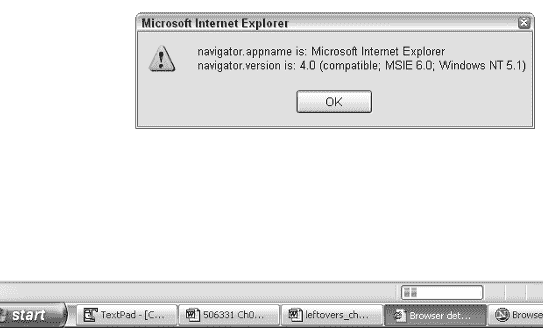 Microsoft Internet Explorer
navigator.appname is: Microsoft Internet Explorer
navigator.version is: 4.0 (compatible; MSIE 6.0; Windows NT 5.1)
OK
start
TextPad - [C...
506331 Ch0...
leftovers_ch...
Browser det...
Browse